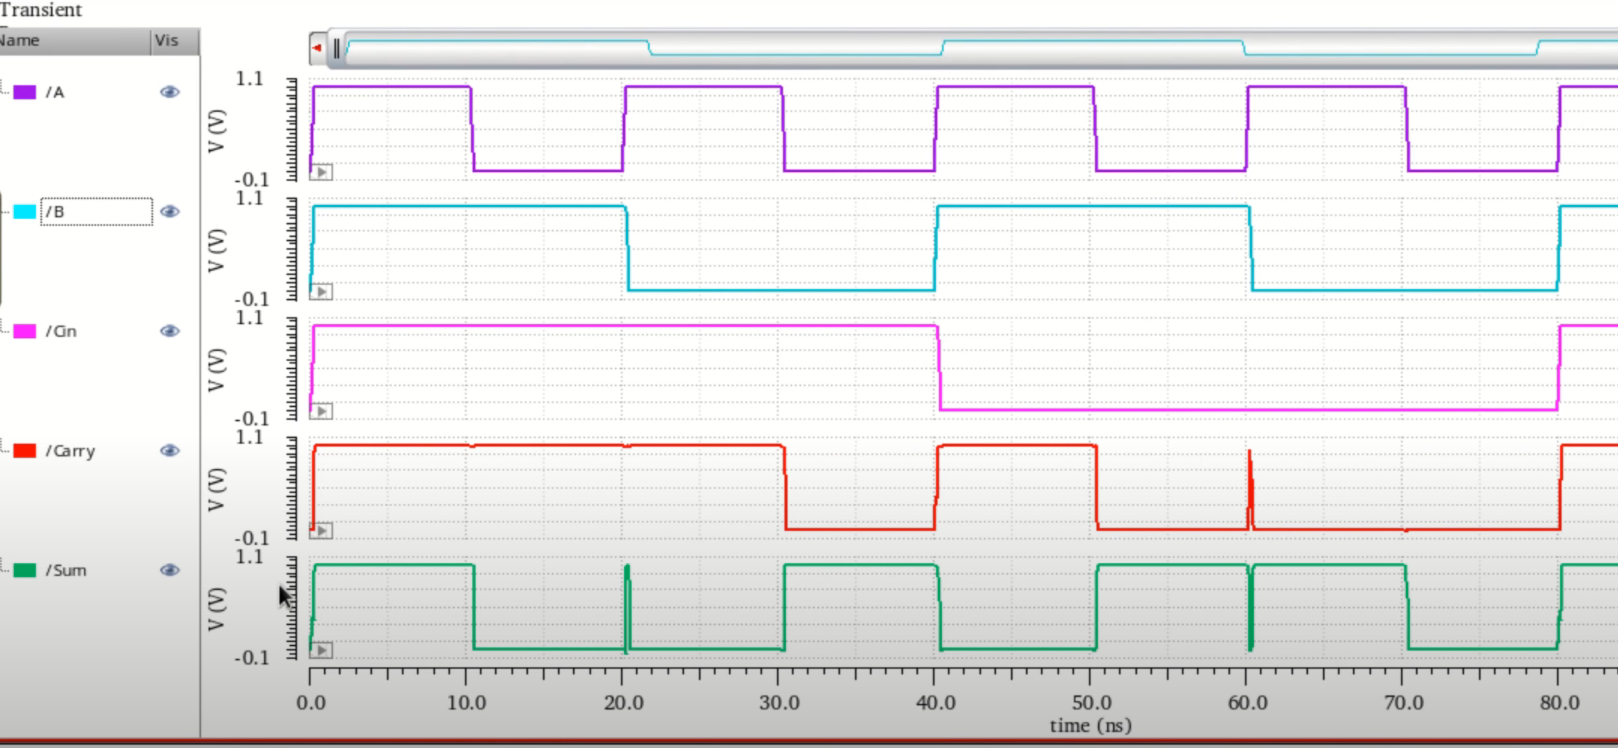 Transient
Name Vis
/A
/B
/Cin
/Carry
/Sum
1.1
V (V)
-0.1
1.1
V (V)
-0.1
1.1
V (V)
-0.1
1.1
V (V)
-0.1
1.1
V (V)
-0.1
0.0 10.0 20.0 30.0 40.0 50.0 60.0 70.0 80.0
time (ns)